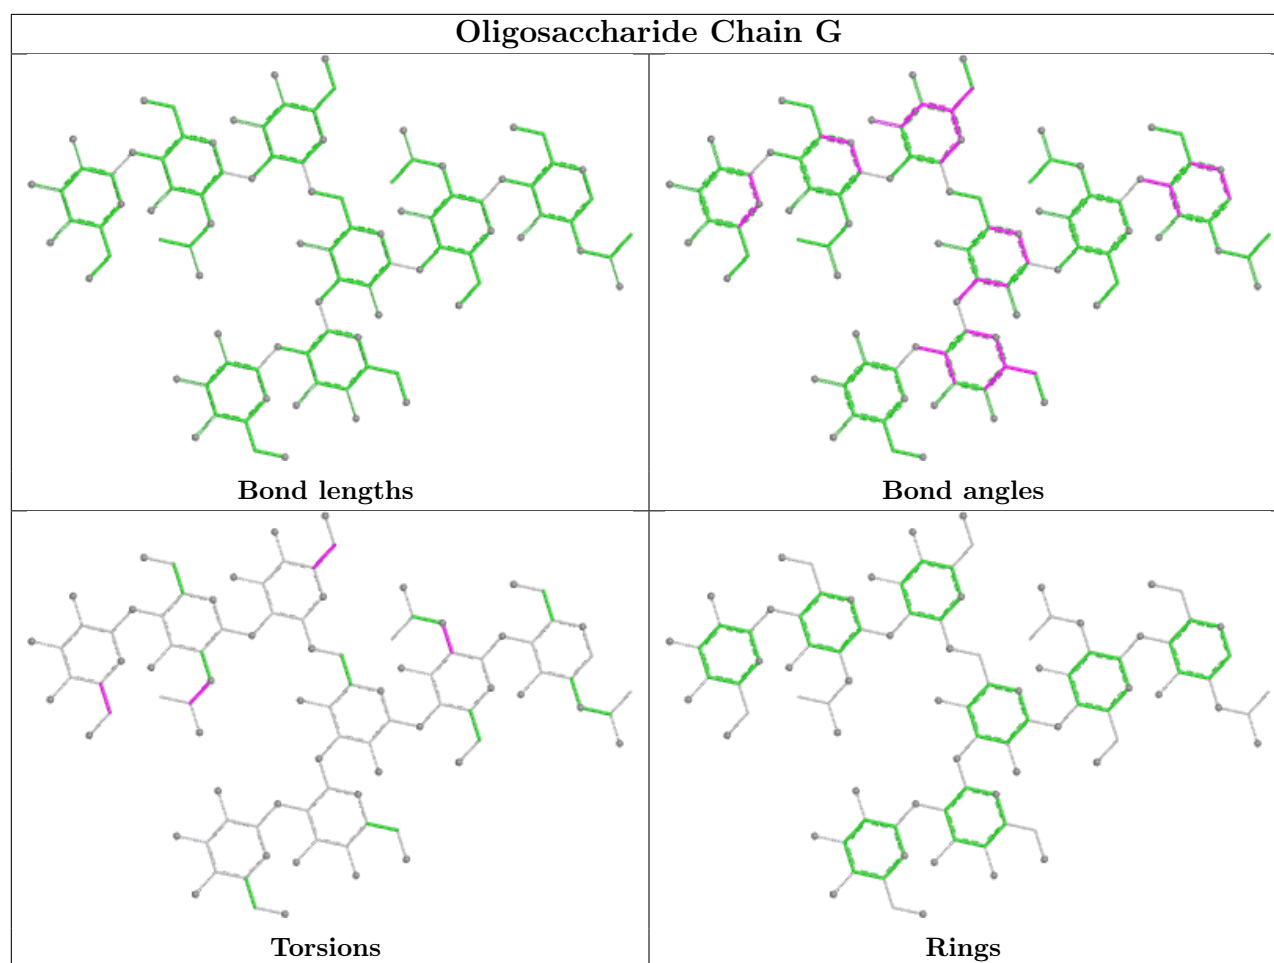 Oligosaccharide Chain G
Bond lengths
Bond angles
Torsions
Rings